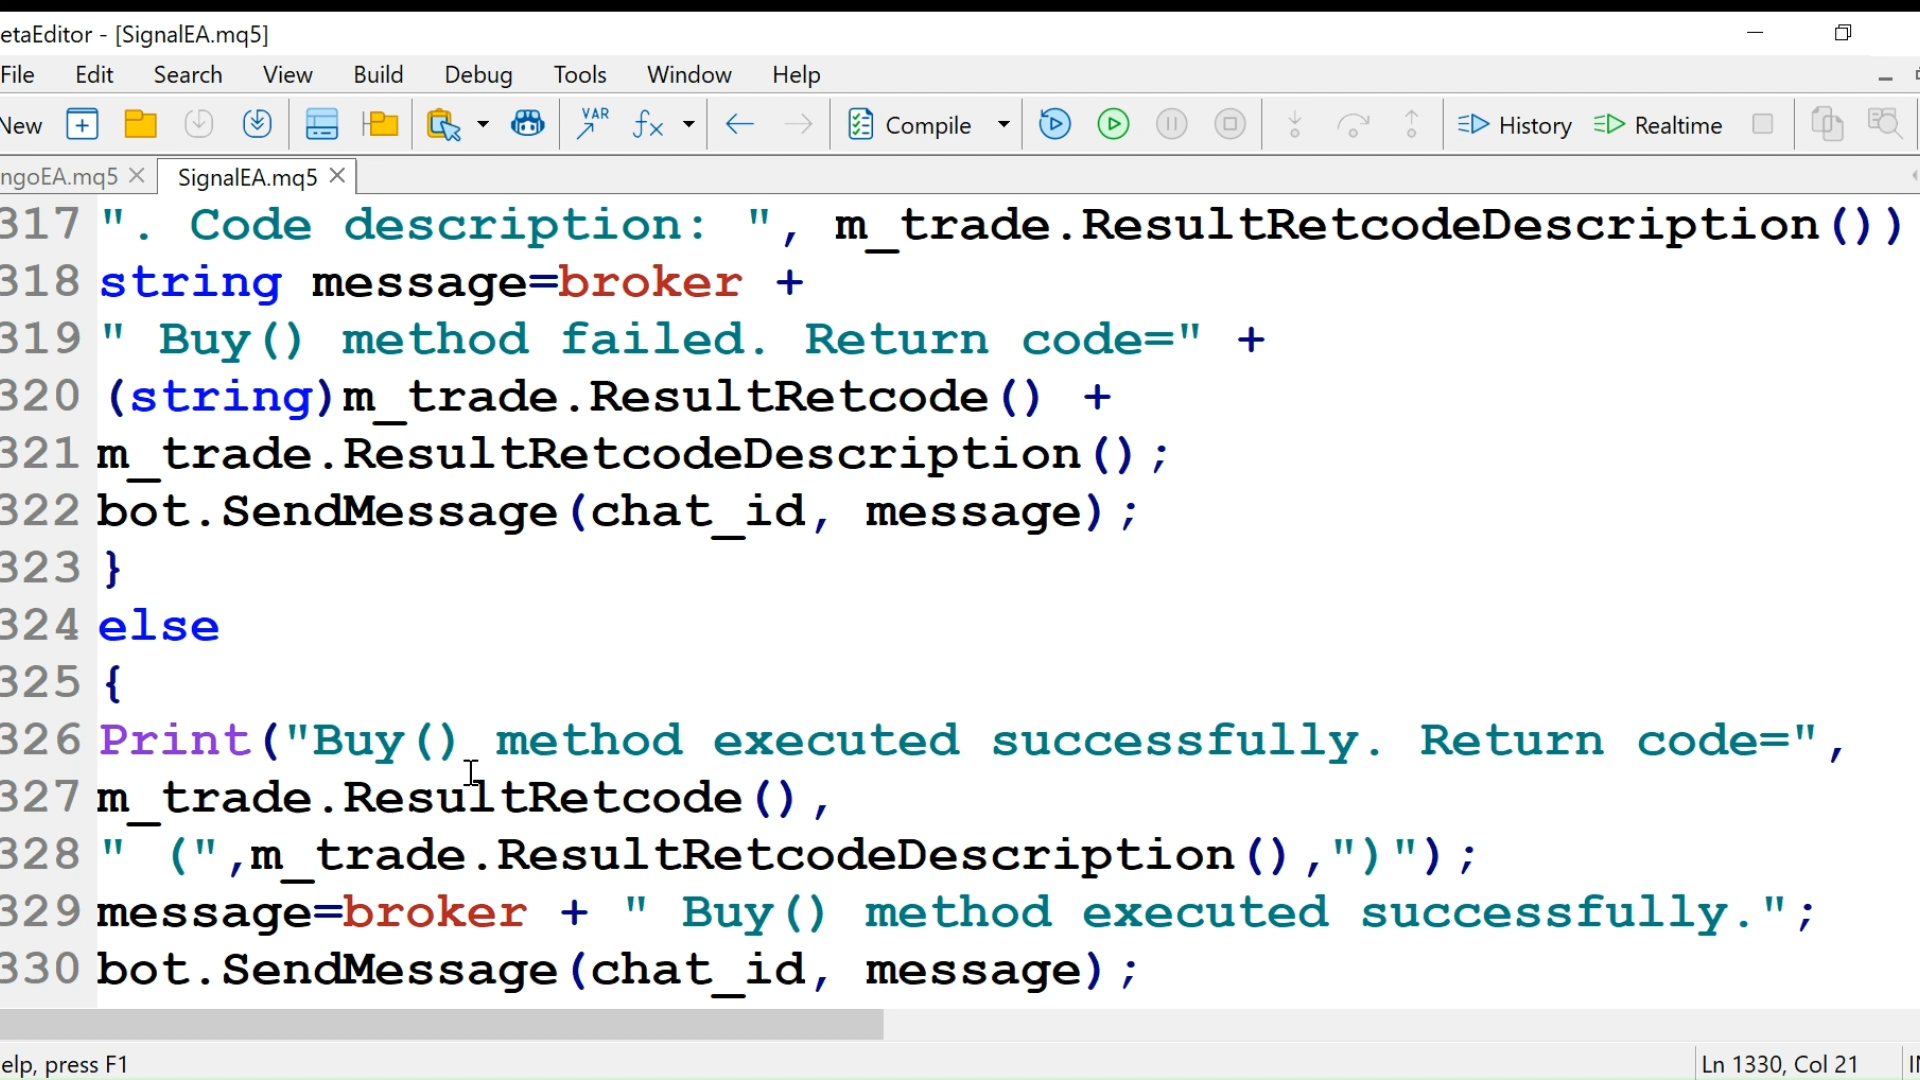 etaEditor - [SignalEA.mq5]
File Edit Search View Build Debug Tools Window Help
New VAR fx Compile History Realtime
ngoEA.mq5 SignalEA.mq5
317 ". Code description: ", m_trade.ResultRetcodeDescription())
318 string message=broker +
319 " Buy() method failed. Return code=" +
320 (string)m_trade.ResultRetcode() +
321 m_trade.ResultRetcodeDescription();
322 bot.SendMessage(chat_id, message);
323 }
324 else
325 {
326 Print("Buy() method executed successfully. Return code=",
327 m_trade.ResultRetcode(),
328 " (",m_trade.ResultRetcodeDescription(),")");
329 message=broker + " Buy() method executed successfully.";
330 bot.SendMessage(chat_id, message);
elp, press F1 Ln 1330, Col 21